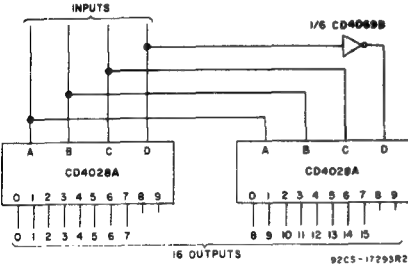 INPUTS
1/6 CD4069B
A B C D
A B C D
CD4028A
CD4028A
0 1 2 3 4 5 6 7 8 9
0 1 2 3 4 5 6 7 8 9
0 1 2 3 4 5 6 7
8 9 10 11 12 13 14 15
16 OUTPUTS
92CS-17293R2